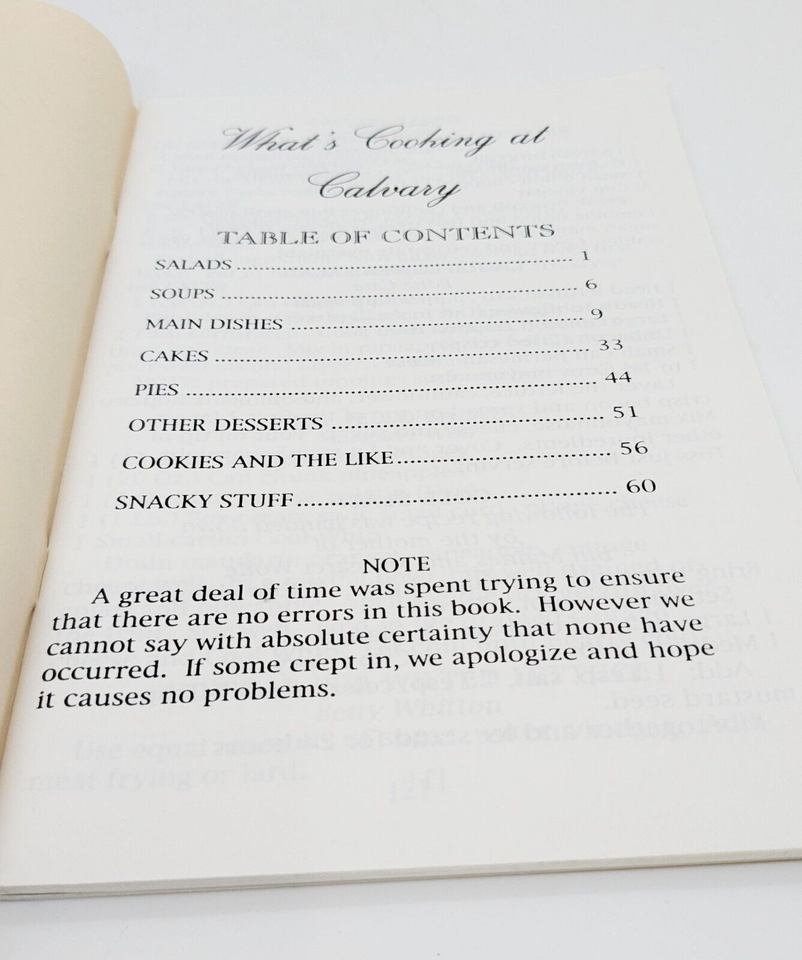 What's Cooking at
Calvary
TABLE OF CONTENTS
SALADS ........................................................ 1
SOUPS ........................................................ 6
MAIN DISHES ........................................................ 9
CAKES ........................................................ 33
PIES ........................................................ 44
OTHER DESSERTS ........................................................ 51
COOKIES AND THE LIKE........................................................ 56
SNACKY STUFF........................................................ 60
NOTE
A great deal of time was spent trying to ensure
that there are no errors in this book. However we
cannot say with absolute certainty that none have
occurred. If some crept in, we apologize and hope
it causes no problems.